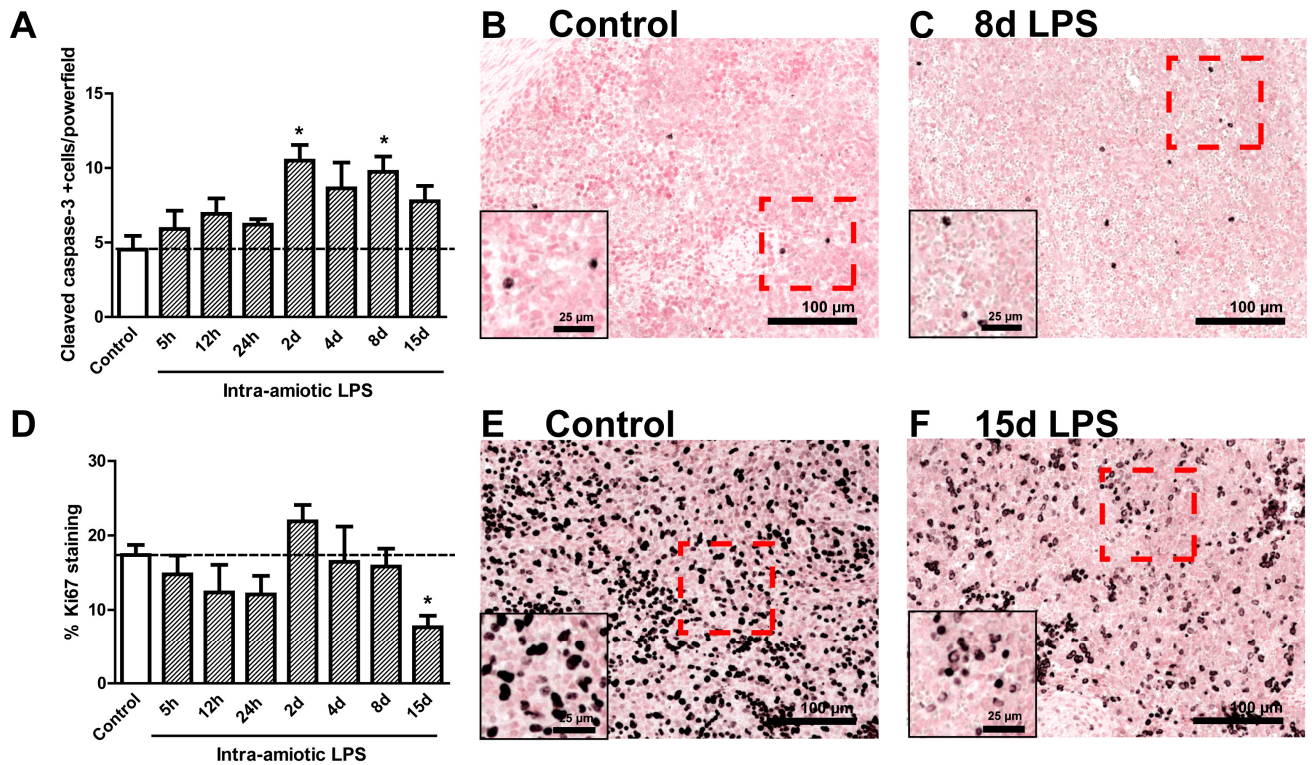 A
Cleaved caspase-3 +cells/powerfield
15
10
5
0
* *
Control 5h 12h 24h 2d 4d 8d 15d
Intra-amiotic LPS
B Control
25 µm
100 µm
C 8d LPS
25 µm
100 µm
D
% Ki67 staining
30
20
10
0
*
Control 5h 12h 24h 2d 4d 8d 15d
Intra-amiotic LPS
E Control
25 µm
100 µm
F 15d LPS
25 µm
100 µm